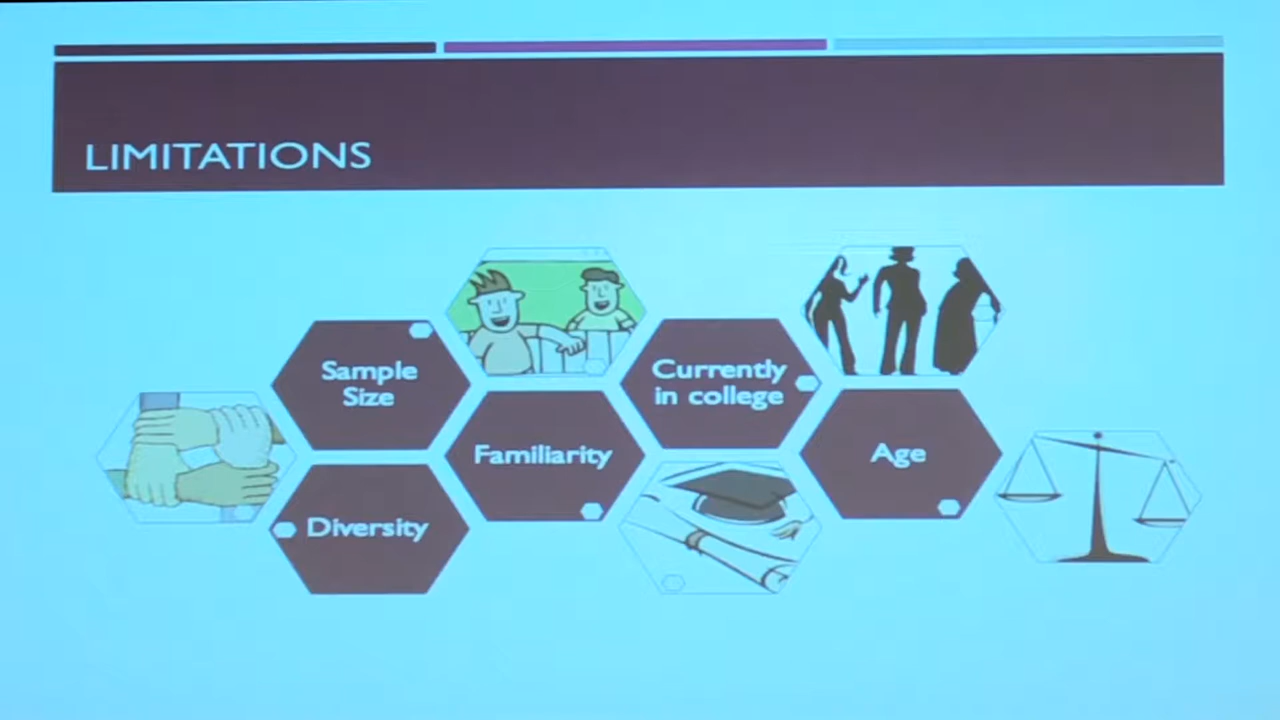 LIMITATIONS
Sample
Size
Diversity
Familiarity
Currently
in college
Age